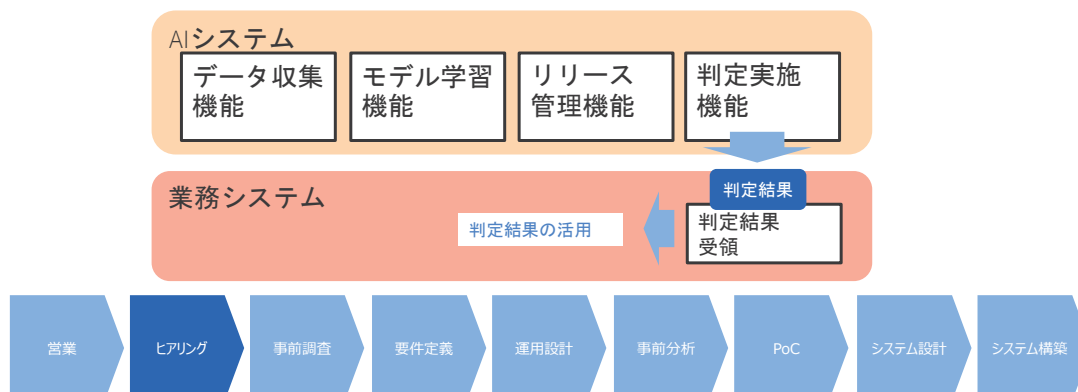 AIシステム
データ収集
機能
モデル学習
機能
リリース
管理機能
判定実施
機能
業務システム
判定結果
判定結果の活用
判定結果
受領
営業
ヒアリング
事前調査
要件定義
運用設計
事前分析
PoC
システム設計
システム構築